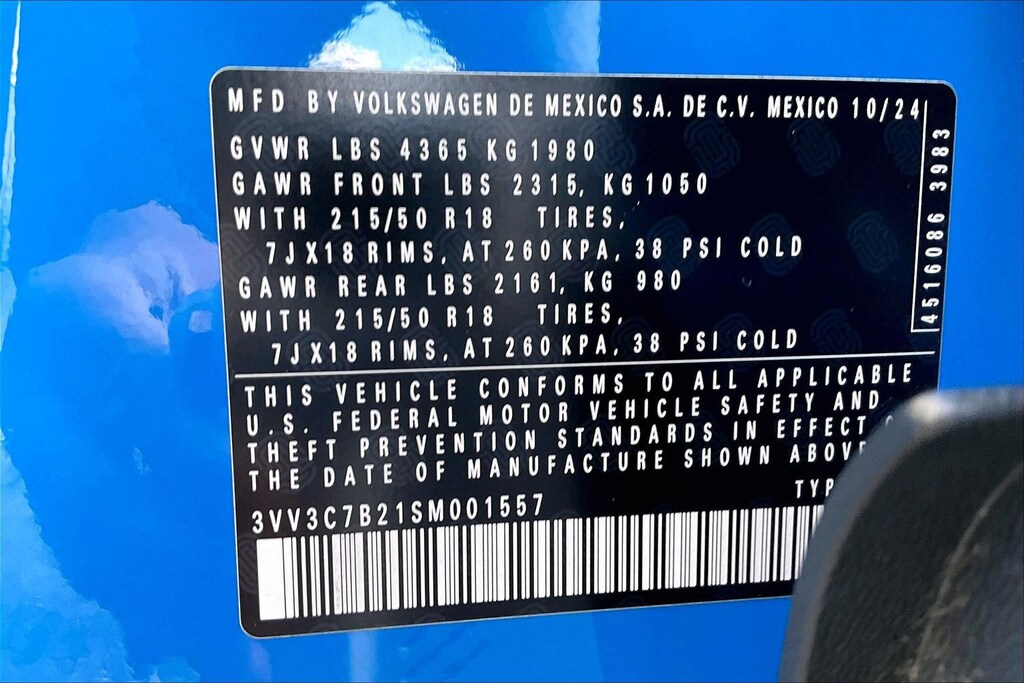 MFD BY VOLKSWAGEN DE MEXICO S.A. DE C.V. MEXICO 10/24
GVWR LBS 4365 KG 1980
GAWR FRONT LBS 2315, KG 1050
WITH 215/50 R18 TIRES,
7JX18 RIMS, AT 260 KPA, 38 PSI COLD
GAWR REAR LBS 2161, KG 980
WITH 215/50 R18 TIRES,
7JX18 RIMS, AT 260 KPA, 38 PSI COLD
4516086 3983
THIS VEHICLE CONFORMS TO ALL APPLICABLE
U.S. FEDERAL MOTOR VEHICLE SAFETY AND
THEFT PREVENTION STANDARDS IN EFFECT
THE DATE OF MANUFACTURE SHOWN
3VV3C7B21SM001557